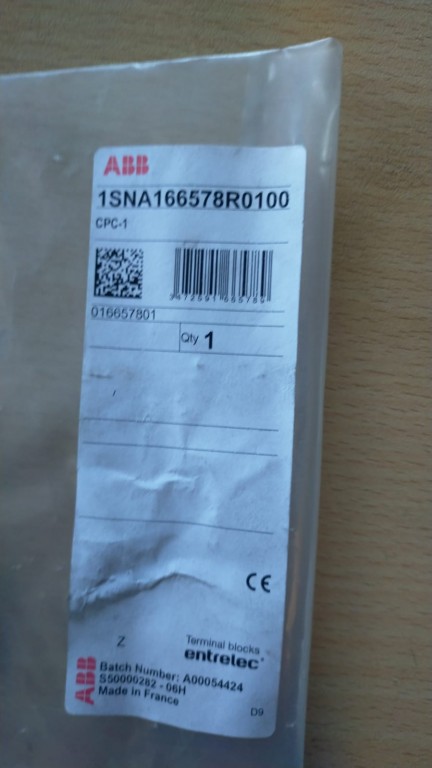 ABB
1SNA166578R0100
CPC-1
3472591665789
016657801
Qty 1
CE
Z
Terminal blocks
entrelec
ABB
Batch Number: A00054424
S50000282 - 06H
Made in France
D9